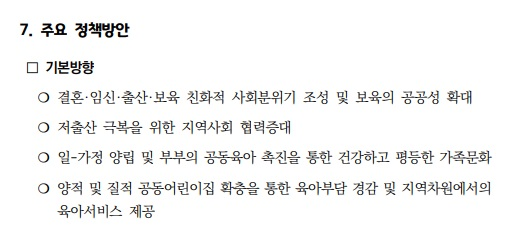 7. 주요 정책방안
□ 기본방향
❍ 결혼·임신·출산·보육 친화적 사회분위기 조성 및 보육의 공공성 확대
❍ 저출산 극복을 위한 지역사회 협력증대
❍ 일-가정 양립 및 부부의 공동육아 촉진을 통한 건강하고 평등한 가족문화
❍ 양적 및 질적 공동어린이집 확충을 통한 육아부담 경감 및 지역차원에서의
육아서비스 제공